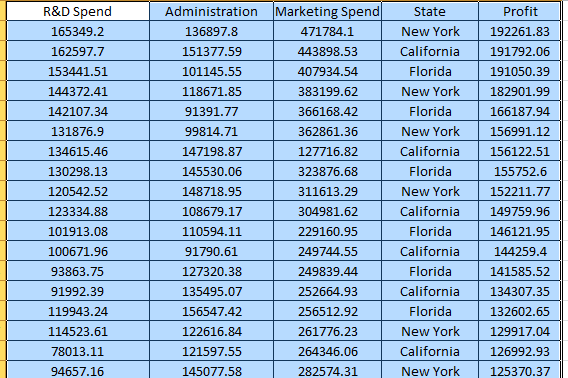 R&D Spend Administration Marketing Spend State Profit
165349.2 136897.8 471784.1 New York 192261.83
162597.7 151377.59 443898.53 California 191792.06
153441.51 101145.55 407934.54 Florida 191050.39
144372.41 118671.85 383199.62 New York 182901.99
142107.34 91391.77 366168.42 Florida 166187.94
131876.9 99814.71 362861.36 New York 156991.12
134615.46 147198.87 127716.82 California 156122.51
130298.13 145530.06 323876.68 Florida 155752.6
120542.52 148718.95 311613.29 New York 152211.77
123334.88 108679.17 304981.62 California 149759.96
101913.08 110594.11 229160.95 Florida 146121.95
100671.96 91790.61 249744.55 California 144259.4
93863.75 127320.38 249839.44 Florida 141585.52
91992.39 135495.07 252664.93 California 134307.35
119943.24 156547.42 256512.92 Florida 132602.65
114523.61 122616.84 261776.23 New York 129917.04
78013.11 121597.55 264346.06 California 126992.93
94657.16 145077.58 282574.31 New York 125370.37